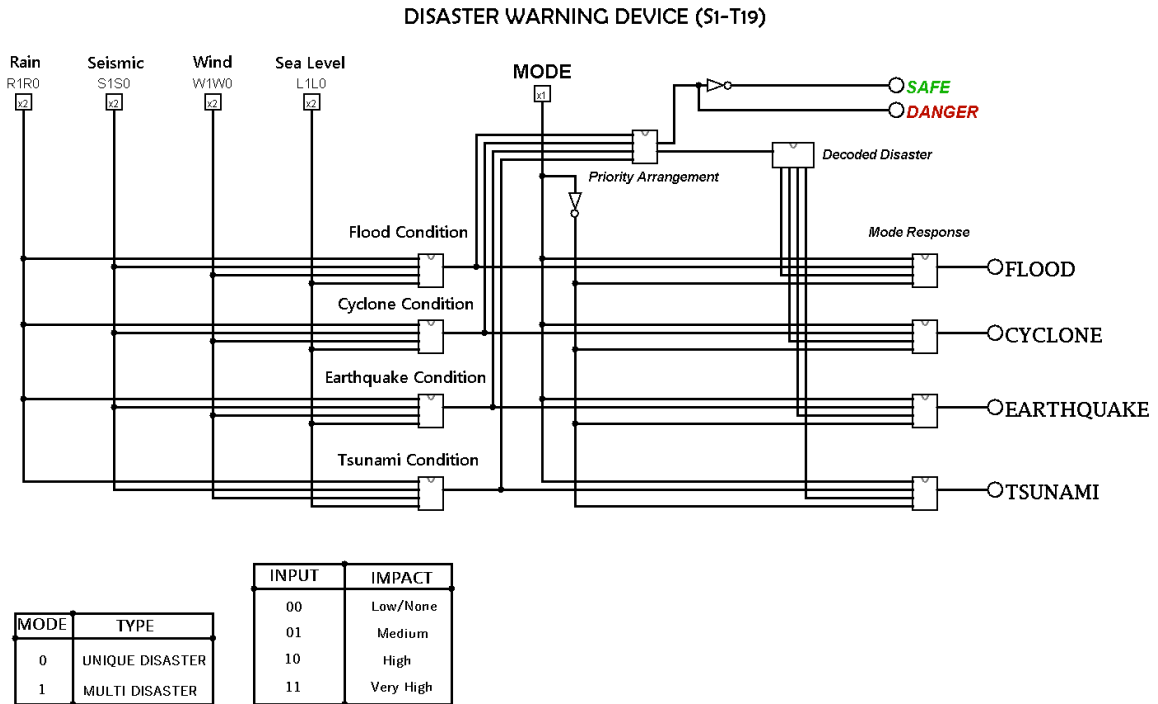 DISASTER WARNING DEVICE (S1-T19)
Rain Seismic Wind Sea Level
R1R0 S1S0 W1W0 L1L0
x2 x2 x2 x2
MODE
x1
SAFE
DANGER
Decoded Disaster
Priority Arrangement
Flood Condition
Mode Response
FLOOD
Cyclone Condition
CYCLONE
Earthquake Condition
EARTHQUAKE
Tsunami Condition
TSUNAMI
INPUT IMPACT
00 Low/None
01 Medium
10 High
11 Very High
MODE TYPE
0 UNIQUE DISASTER
1 MULTI DISASTER